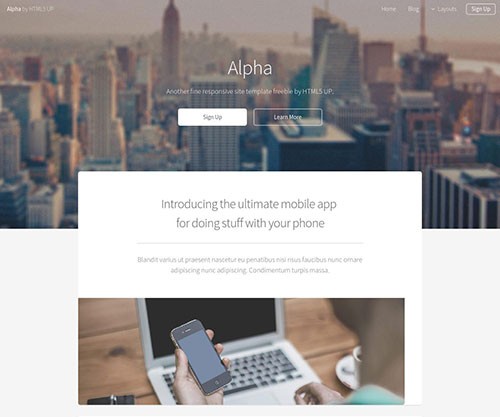 Alpha by HTML5 UP
Home Blog Layouts Sign Up
Alpha
Another fine responsive site template freebie by HTML5 UP.
Sign Up Learn More
Introducing the ultimate mobile app
for doing stuff with your phone
Blandit varius ut praesent nascetur eu penatibus nisi risus faucibus nunc ornare
adipiscing nunc adipiscing. Condimentum turpis massa.